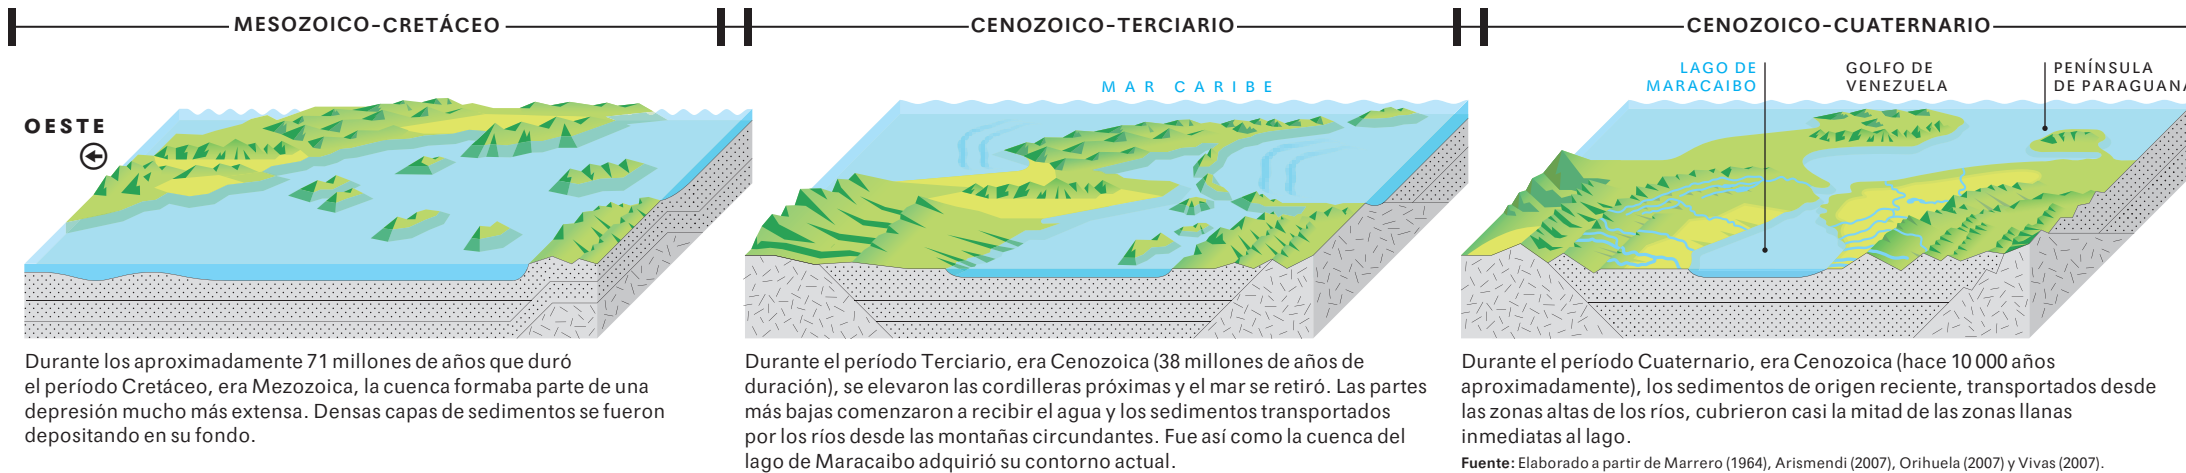 MESOZOICO-CRETÁCEO
OESTE
Durante los aproximadamente 71 millones de años que duró
el período Cretáceo, era Mezozoica, la cuenca formaba parte de una
depresión mucho más extensa. Densas capas de sedimentos se fueron
depositando en su fondo.
CENOZOICO-TERCIARIO
MAR CARIBE
Durante el período Terciario, era Cenozoica (38 millones de años de
duración), se elevaron las cordilleras próximas y el mar se retiró. Las partes
más bajas comenzaron a recibir el agua y los sedimentos transportados
por los ríos desde las montañas circundantes. Fue así como la cuenca del
lago de Maracaibo adquirió su contorno actual.
CENOZOICO-CUATERNARIO
LAGO DE
MARACAIBO
GOLFO DE
VENEZUELA
PENÍNSULA
DE PARAGUANÁ
Durante el período Cuaternario, era Cenozoica (hace 10 000 años
aproximadamente), los sedimentos de origen reciente, transportados desde
las zonas altas de los ríos, cubrieron casi la mitad de las zonas llanas
inmediatas al lago.
Fuente: Elaborado a partir de Marrero (1964), Arismendi (2007), Orihuela (2007) y Vivas (2007).